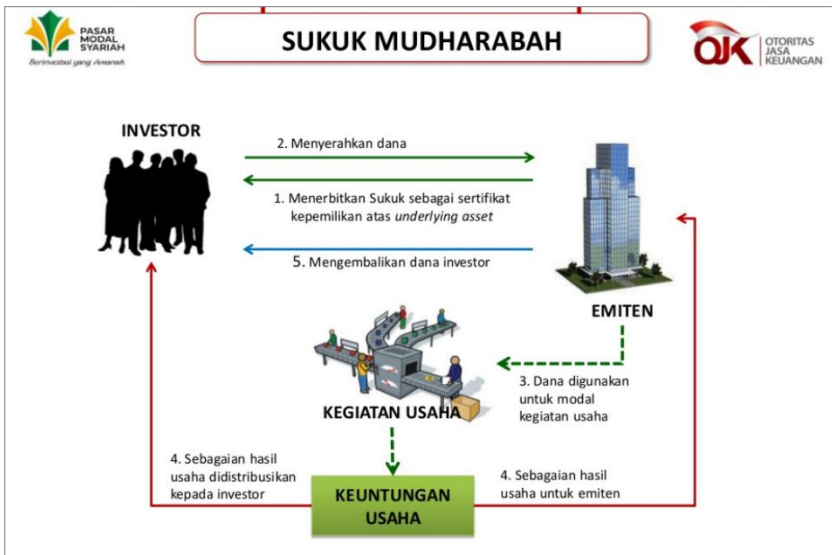 PASAR
MODAL
SYARIAH
Berinvestasi yang Amanah
SUKUK MUDHARABAH
OJK
OTORITAS
JASA
KEUANGAN
INVESTOR
2. Menyerahkan dana
1. Menerbitkan Sukuk sebagai sertifikat
kepemilikan atas underlying asset
5. Mengembalikan dana investor
EMITEN
3. Dana digunakan
untuk modal
kegiatan usaha
KEGIATAN USAHA
4. Sebagaian hasil
usaha didistribusikan
kepada investor
KEUNTUNGAN
USAHA
4. Sebagaian hasil
usaha untuk emiten